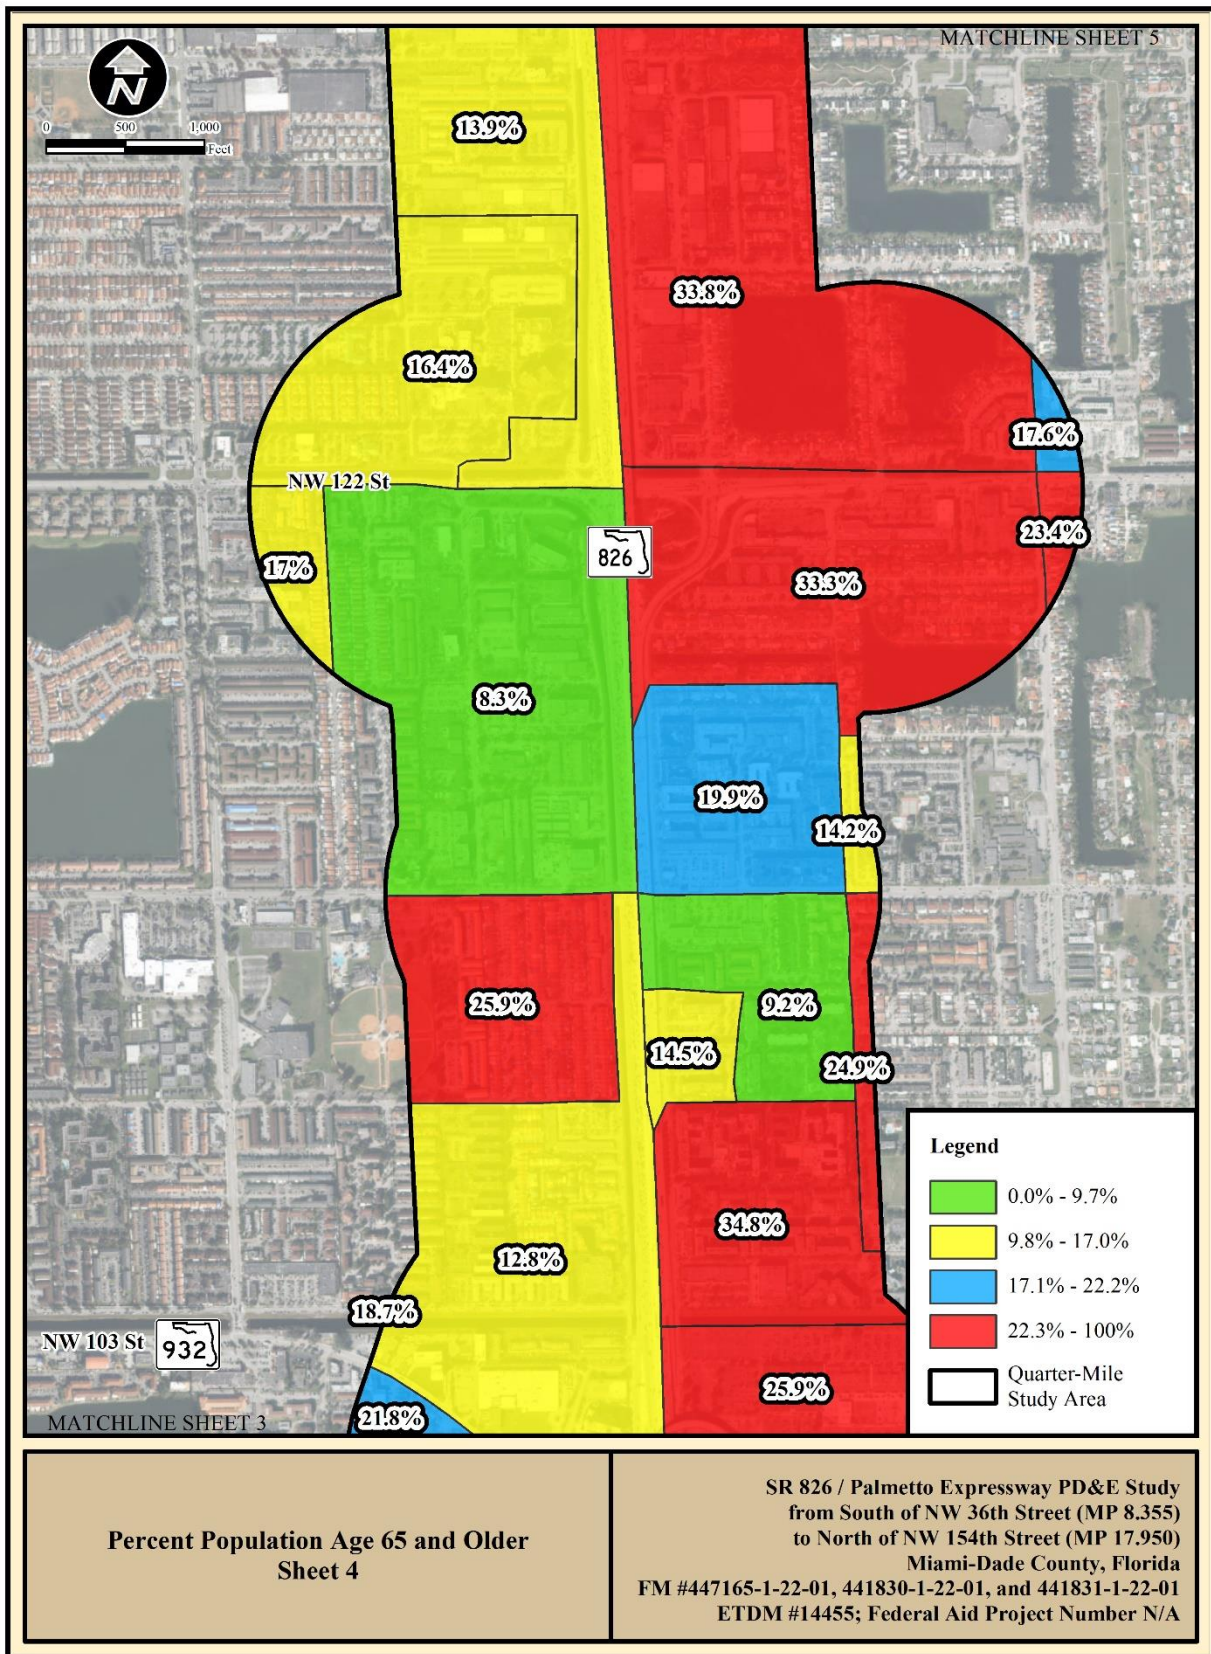 MATCHLINE SHEET 5
N
0 500 1,000
Feet
13.9%
33.8%
16.4%
17.6%
NW 122 St
23.4%
826
17%
33.3%
8.3%
19.9%
14.2%
25.9%
9.2%
14.5%
24.9%
34.8%
12.8%
18.7%
NW 103 St 932
25.9%
21.8%
MATCHLINE SHEET 3
Legend
0.0% - 9.7%
9.8% - 17.0%
17.1% - 22.2%
22.3% - 100%
Quarter-Mile
Study Area
Percent Population Age 65 and Older
Sheet 4
SR 826 / Palmetto Expressway PD&E Study
from South of NW 36th Street (MP 8.355)
to North of NW 154th Street (MP 17.950)
Miami-Dade County, Florida
FM #447165-1-22-01, 441830-1-22-01, and 441831-1-22-01
ETDM #14455; Federal Aid Project Number N/A